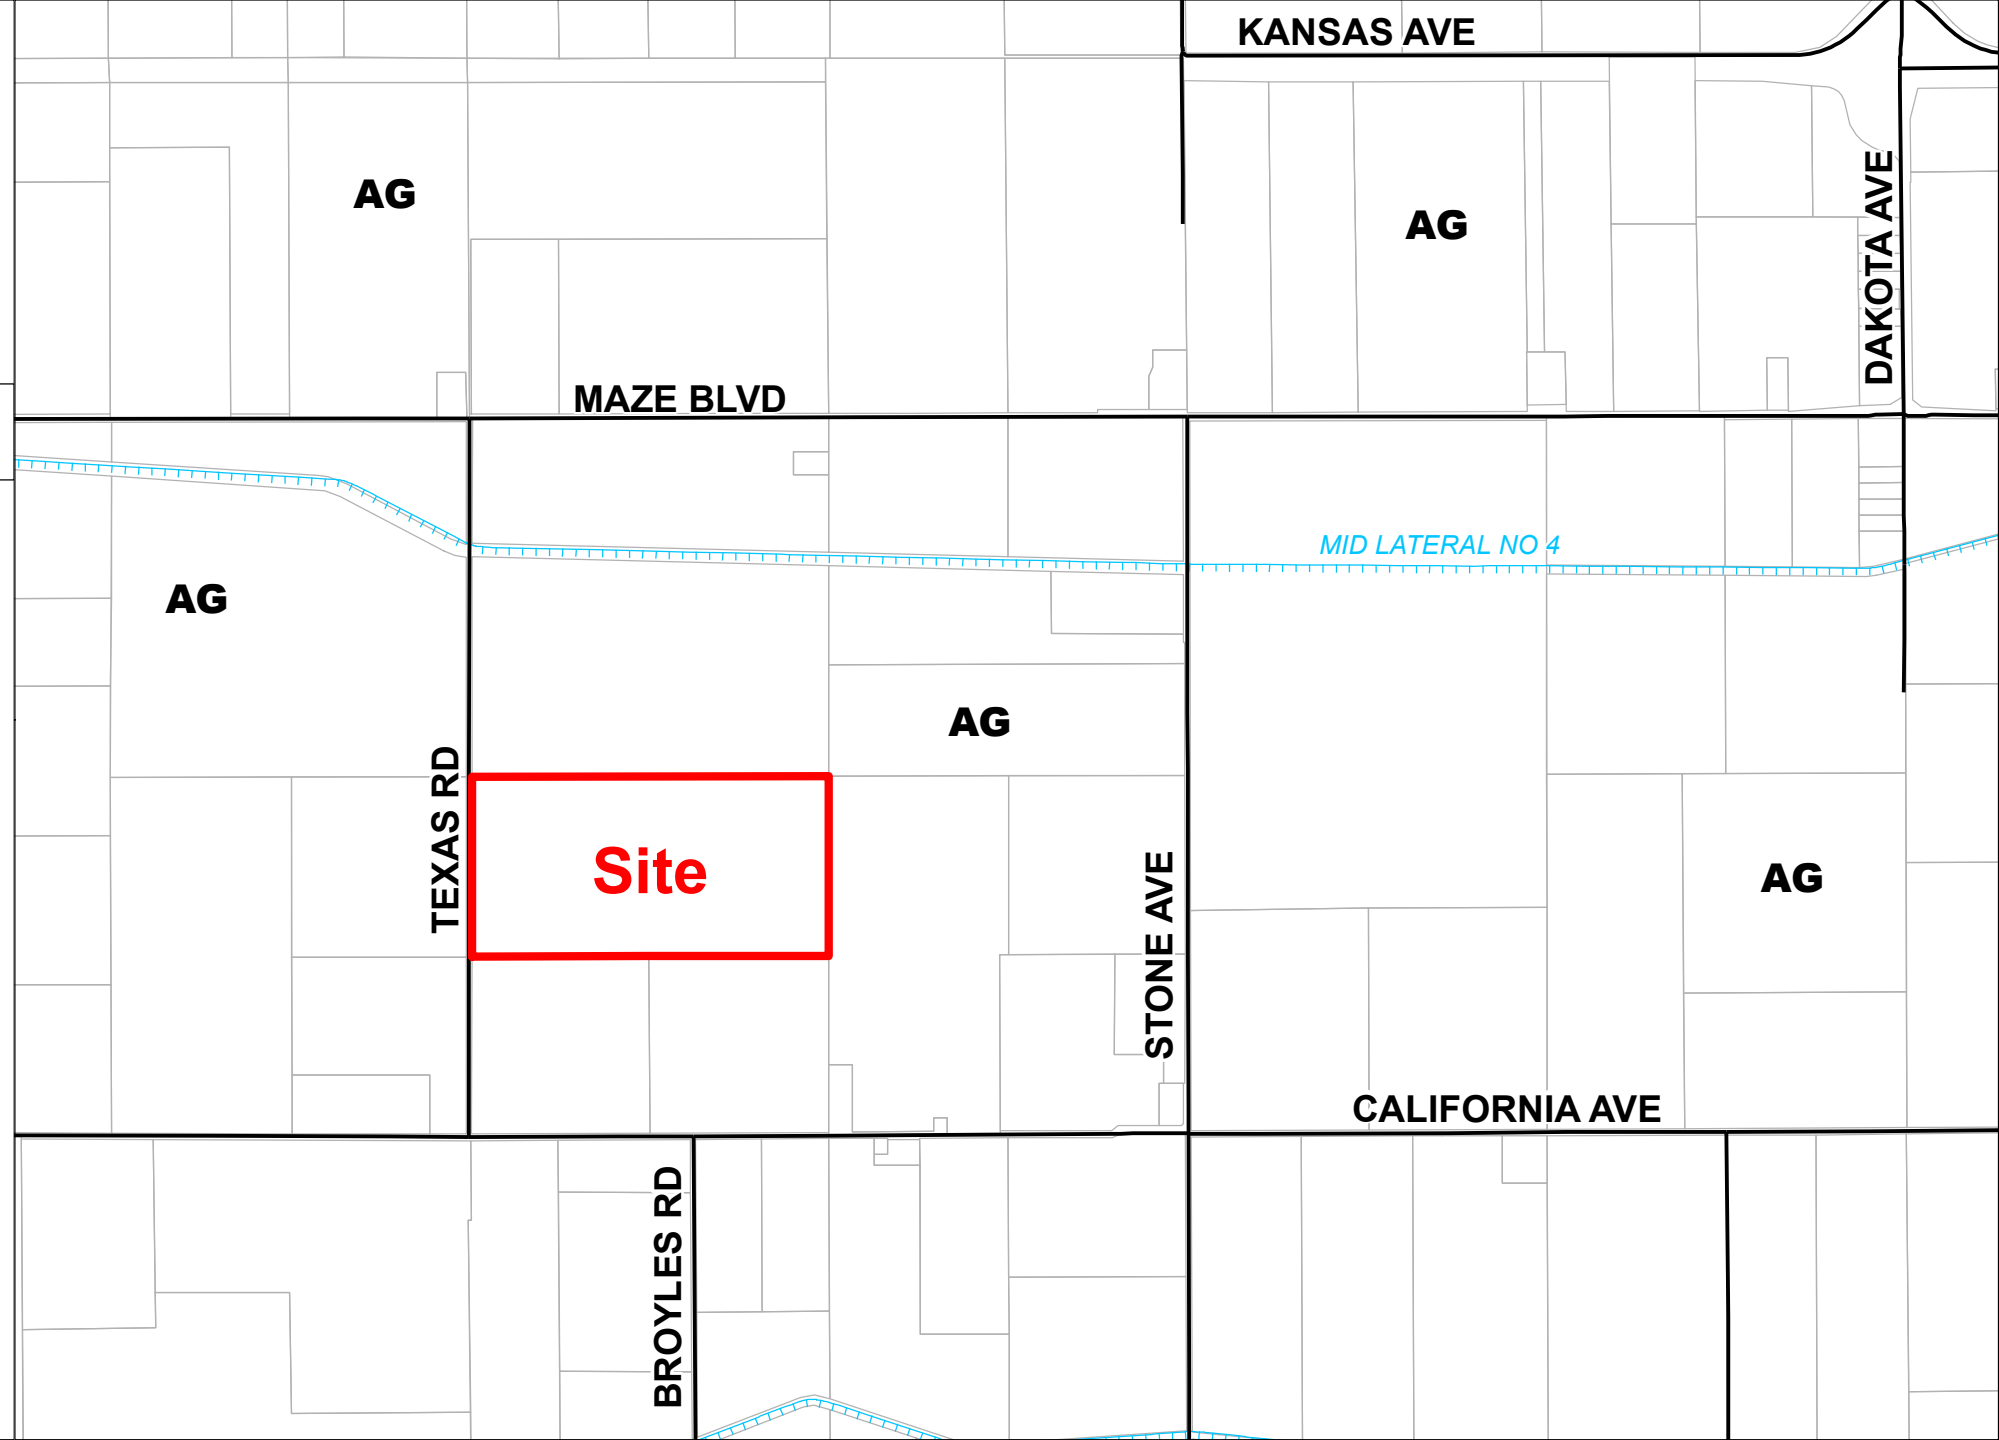 KANSAS AVE
AG
AG
DAKOTA AVE
MAZE BLVD
MID LATERAL NO 4
AG
AG
TEXAS RD
Site
STONE AVE
AG
CALIFORNIA AVE
BROYLES RD